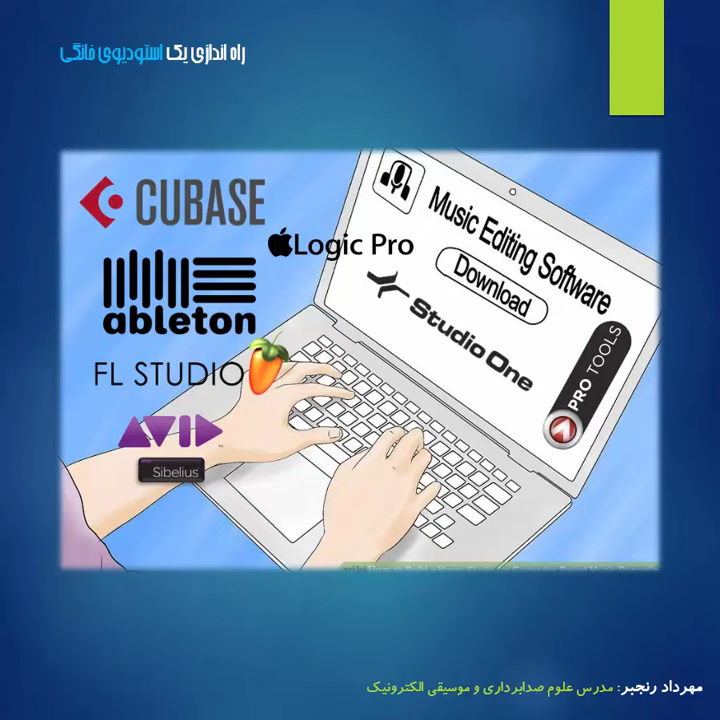 راه اندازی یک استودیوی خانگی
CUBASE
Logic Pro
ableton
FL STUDIO
AVID
Sibelius
Music Editing Software
Download
Studio One
PRO TOOLS
مهرداد رنجبر: مدرس علوم صدابرداری و موسیقی الکترونیک